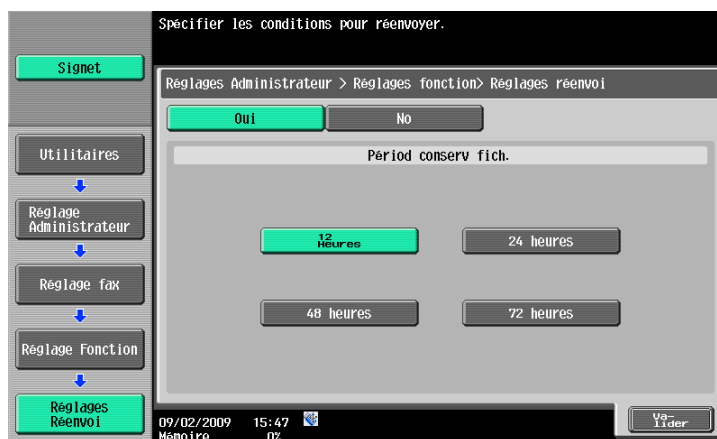 Spécifier les conditions pour réenvoyer.
Signet
Réglages Administrateur > Réglages fonction> Réglages réenvoi
Oui
No
Périod conserv fich.
Utilitaires
Réglage
Administrateur
12
Heures
24 heures
Réglage fax
48 heures
72 heures
Réglage Fonction
Réglages
Réenvoi
09/02/2009 15:47
Mémoire 0%
Va-
lider